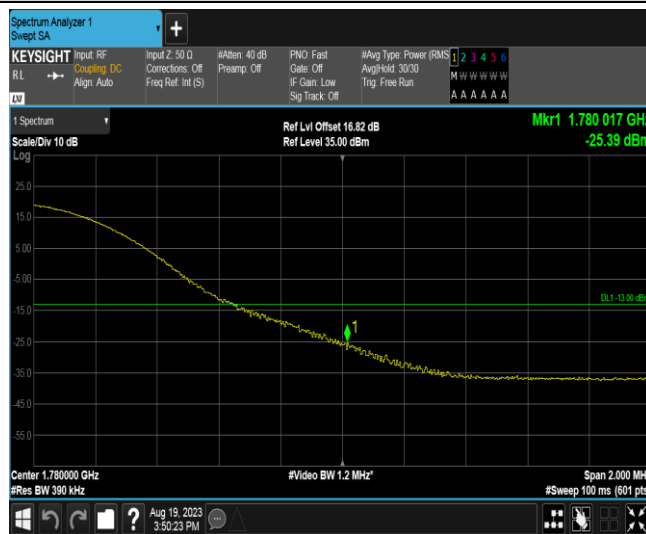 Spectrum Analyzer 1
Swept SA
+
KEYSIGHT
RL
LXI
Input: RF
Coupling: DC
Align: Auto
Input Z: 50 Ω
Corrections: Off
Freq Ref: Int (S)
#Atten: 40 dB
Preamp: Off
PNO: Fast
Gate: Off
IF Gain: Low
Sig Track: Off
#Avg Type: Power (RMS
Avg|Hold: 30/30
Trig: Free Run
1 2 3 4 5 6
M W W W W W
A A A A A A
1 Spectrum
Scale/Div 10 dB
Log
Ref Lvl Offset 16.82 dB
Ref Level 35.00 dBm
Mkr1 1.780 017 GHz
-25.39 dBm
25.0
15.0
5.00
-5.00
-15.0
-25.0
-35.0
-45.0
-55.0
DL1 -13.00 dBm
1
Center 1.780000 GHz
#Res BW 390 kHz
#Video BW 1.2 MHz*
Span 2.000 MH
#Sweep 100 ms (601 pts
?
Aug 19, 2023
3:50:23 PM